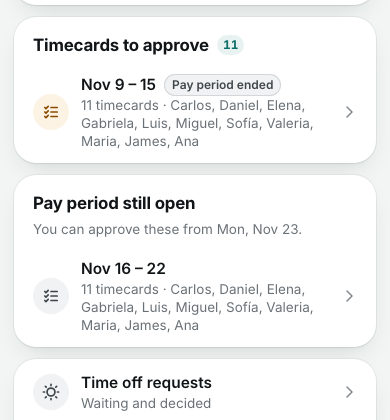 Timecards to approve 11
Nov 9 – 15 Pay period ended
11 timecards · Carlos, Daniel, Elena,
Gabriela, Luis, Miguel, Sofía, Valeria,
Maria, James, Ana
Pay period still open
You can approve these from Mon, Nov 23.
Nov 16 – 22
11 timecards · Carlos, Daniel, Elena,
Gabriela, Luis, Miguel, Sofía, Valeria,
Maria, James, Ana
Time off requests
Waiting and decided